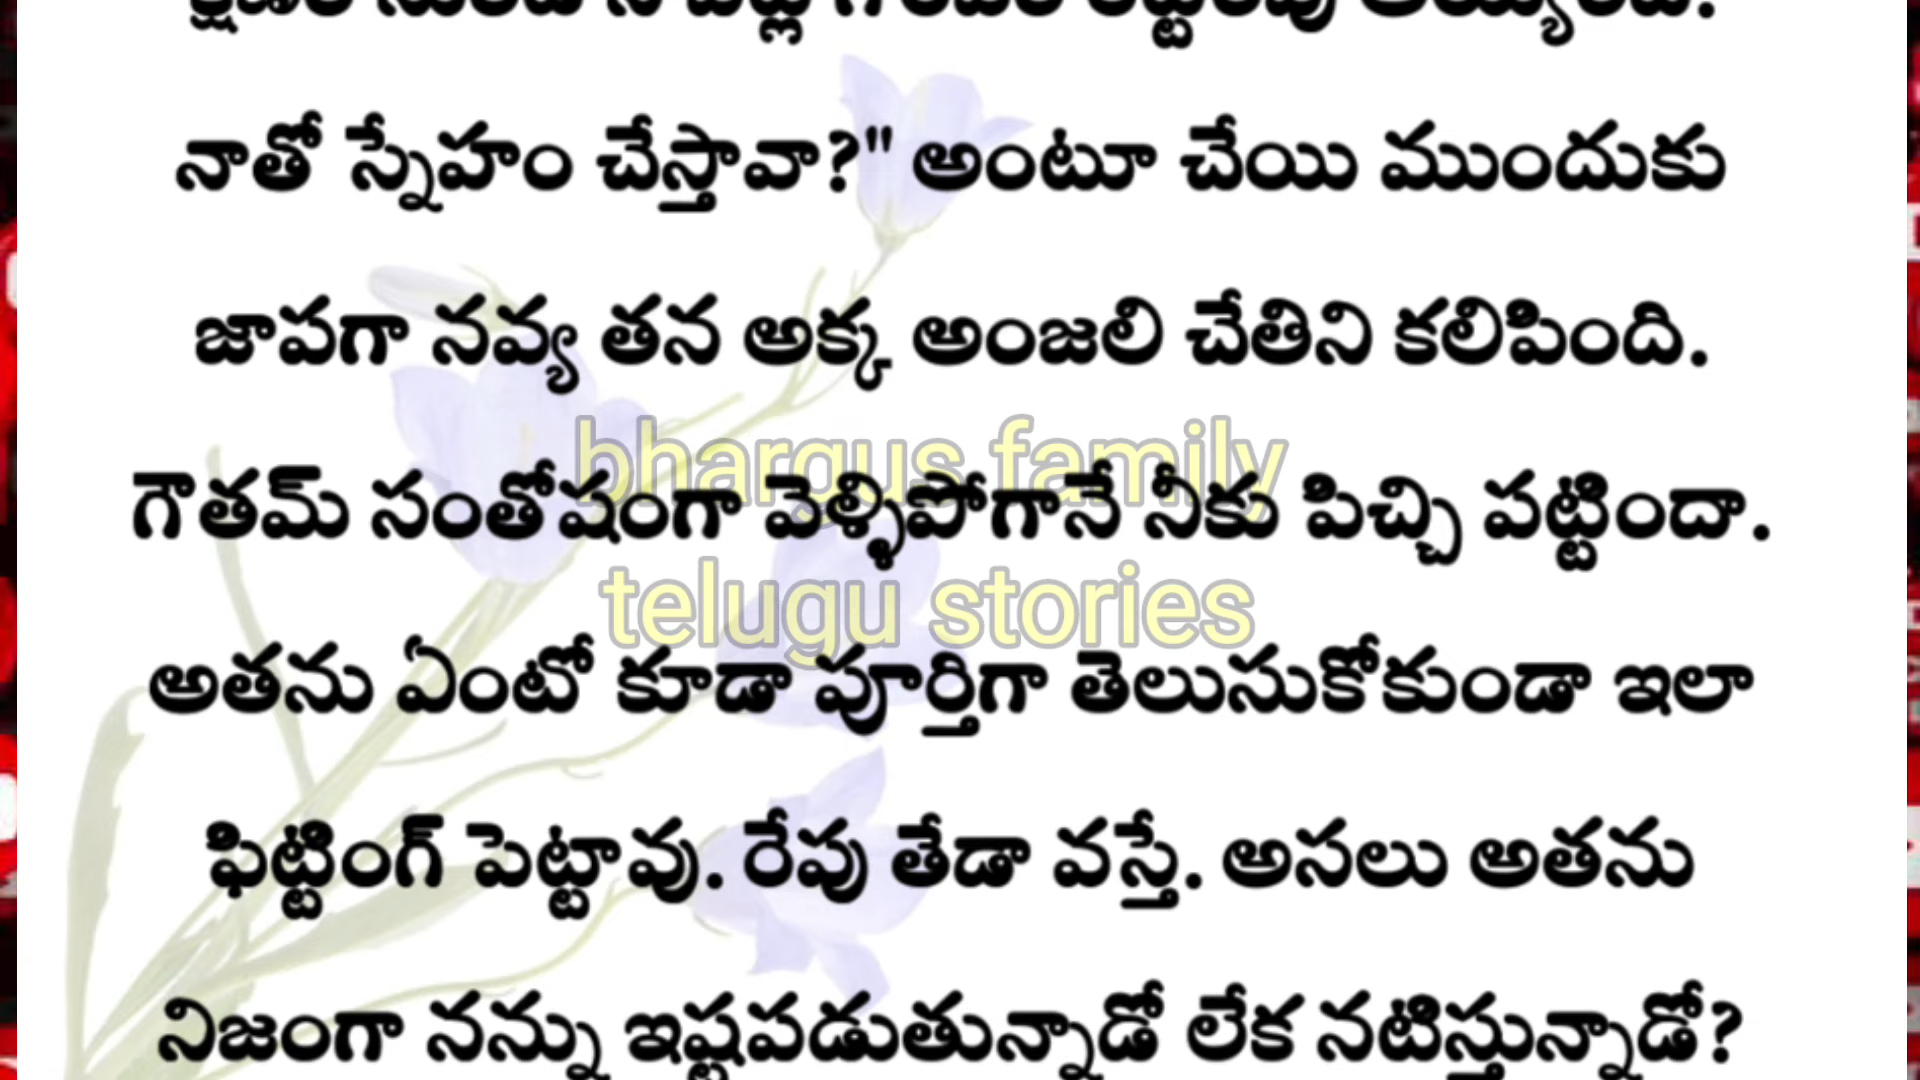 నాతో స్నేహం చేస్తావా?" అంటూ చేయి ముందుకు
జాపగా నవ్య తన అక్క అంజలి చేతిని కలిపింది.
bhargus family
గౌతమ్ సంతోషంగా వెళ్ళిపోగానే నీకు పిచ్చి పట్టిందా.
telugu stories
అతను ఏంటో కూడా పూర్తిగా తెలుసుకోకుండా ఇలా
ఫిట్టింగ్ పెట్టావు. రేపు తేడా వస్తే. అసలు అతను
నిజంగా నన్ను ఇష్టపడుతున్నాడో లేక నటిస్తున్నాడో?